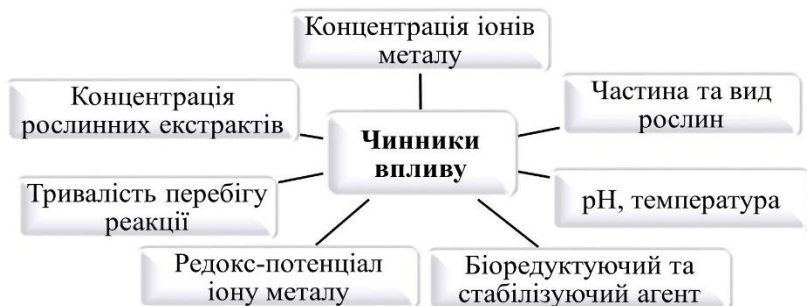 Концентрація іонів
металу
Концентрація
рослинних екстрактів
Частина та вид
рослин
Чинники
впливу
Тривалість перебігу
реакції
pH, температура
Редокс-потенціал
іону металу
Біоредуктуючий та
стабілізуючий агент